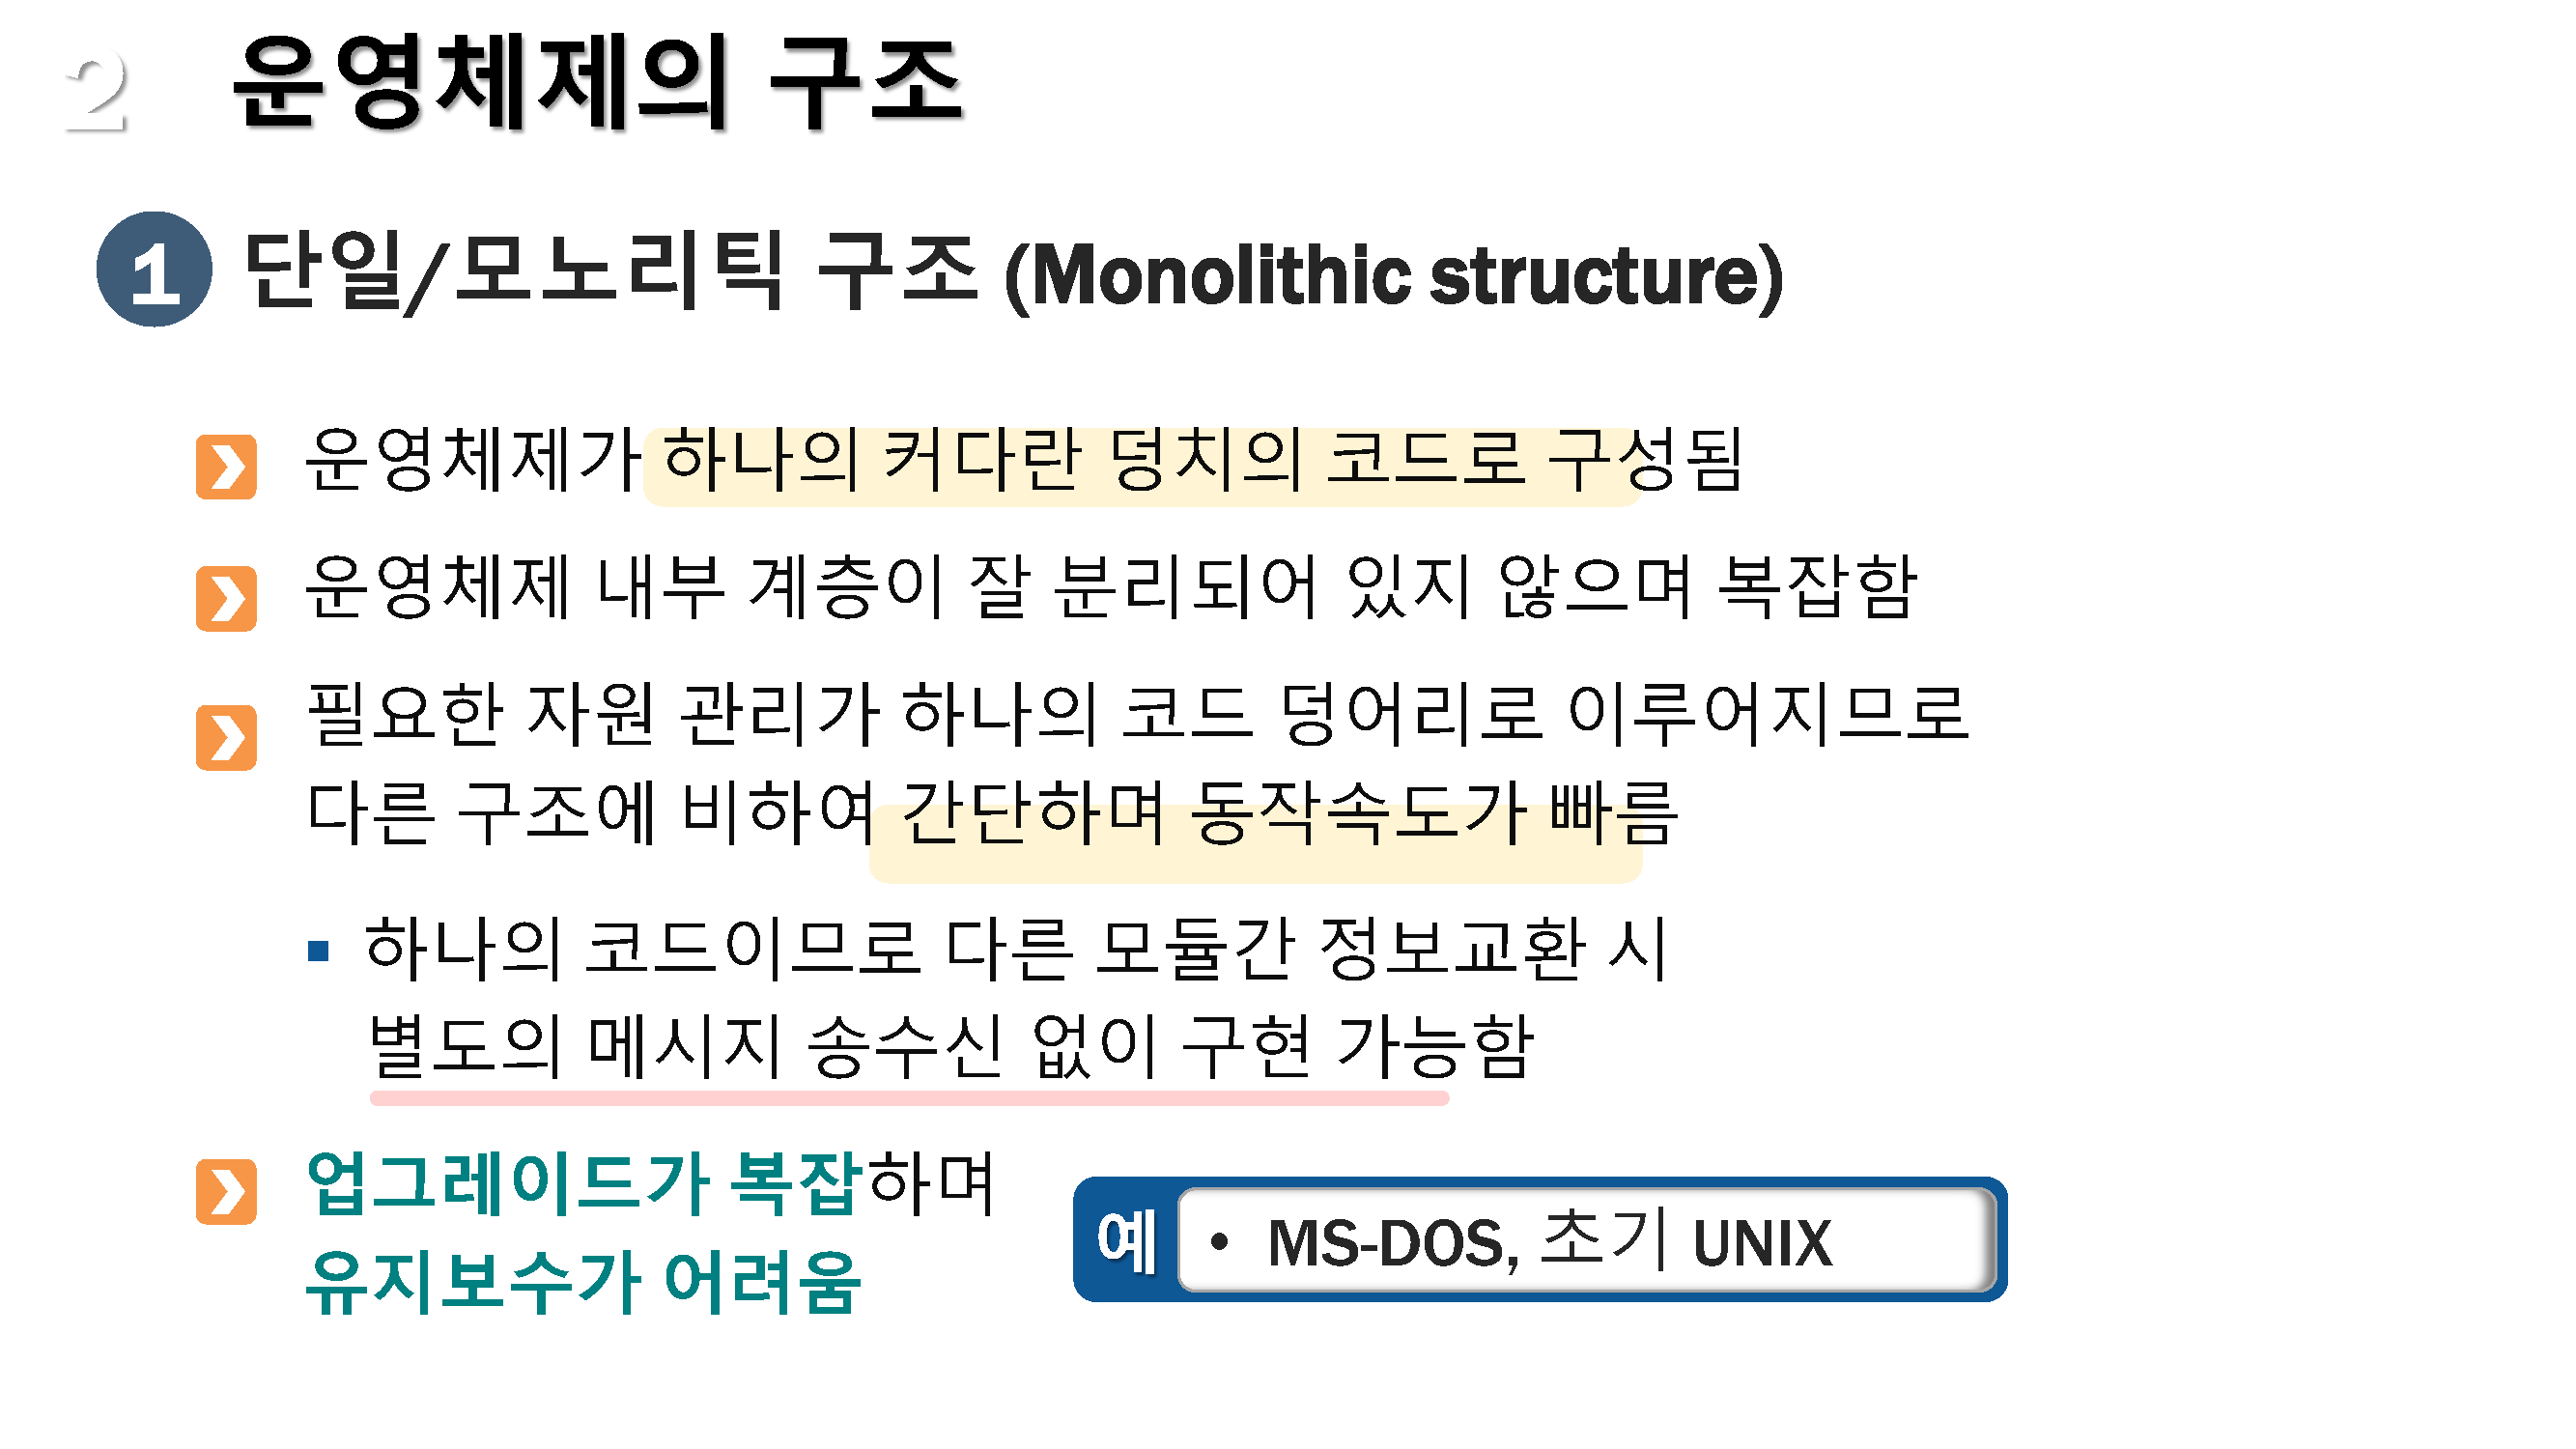 2 운영체제의 구조
1 단일/모노리틱 구조 (Monolithic structure)
운영체제가 하나의 커다란 덩치의 코드로 구성됨
운영체제 내부 계층이 잘 분리되어 있지 않으며 복잡함
필요한 자원 관리가 하나의 코드 덩어리로 이루어지므로
다른 구조에 비하여 간단하며 동작속도가 빠름
▪ 하나의 코드이므로 다른 모듈간 정보교환 시
별도의 메시지 송수신 없이 구현 가능함
업그레이드가 복잡하며
유지보수가 어려움
예 • MS-DOS, 초기 UNIX